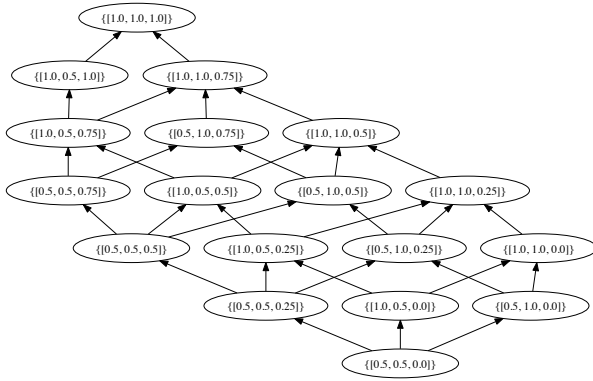 {[1.0, 1.0, 1.0]}
{[1.0, 0.5, 1.0]} {[1.0, 1.0, 0.75]}
{[1.0, 0.5, 0.75]} {[0.5, 1.0, 0.75]} {[1.0, 1.0, 0.5]}
{[0.5, 0.5, 0.75]} {[1.0, 0.5, 0.5]} {[0.5, 1.0, 0.5]} {[1.0, 1.0, 0.25]}
{[0.5, 0.5, 0.5]} {[1.0, 0.5, 0.25]} {[0.5, 1.0, 0.25]} {[1.0, 1.0, 0.0]}
{[0.5, 0.5, 0.25]} {[1.0, 0.5, 0.0]} {[0.5, 1.0, 0.0]}
{[0.5, 0.5, 0.0]}